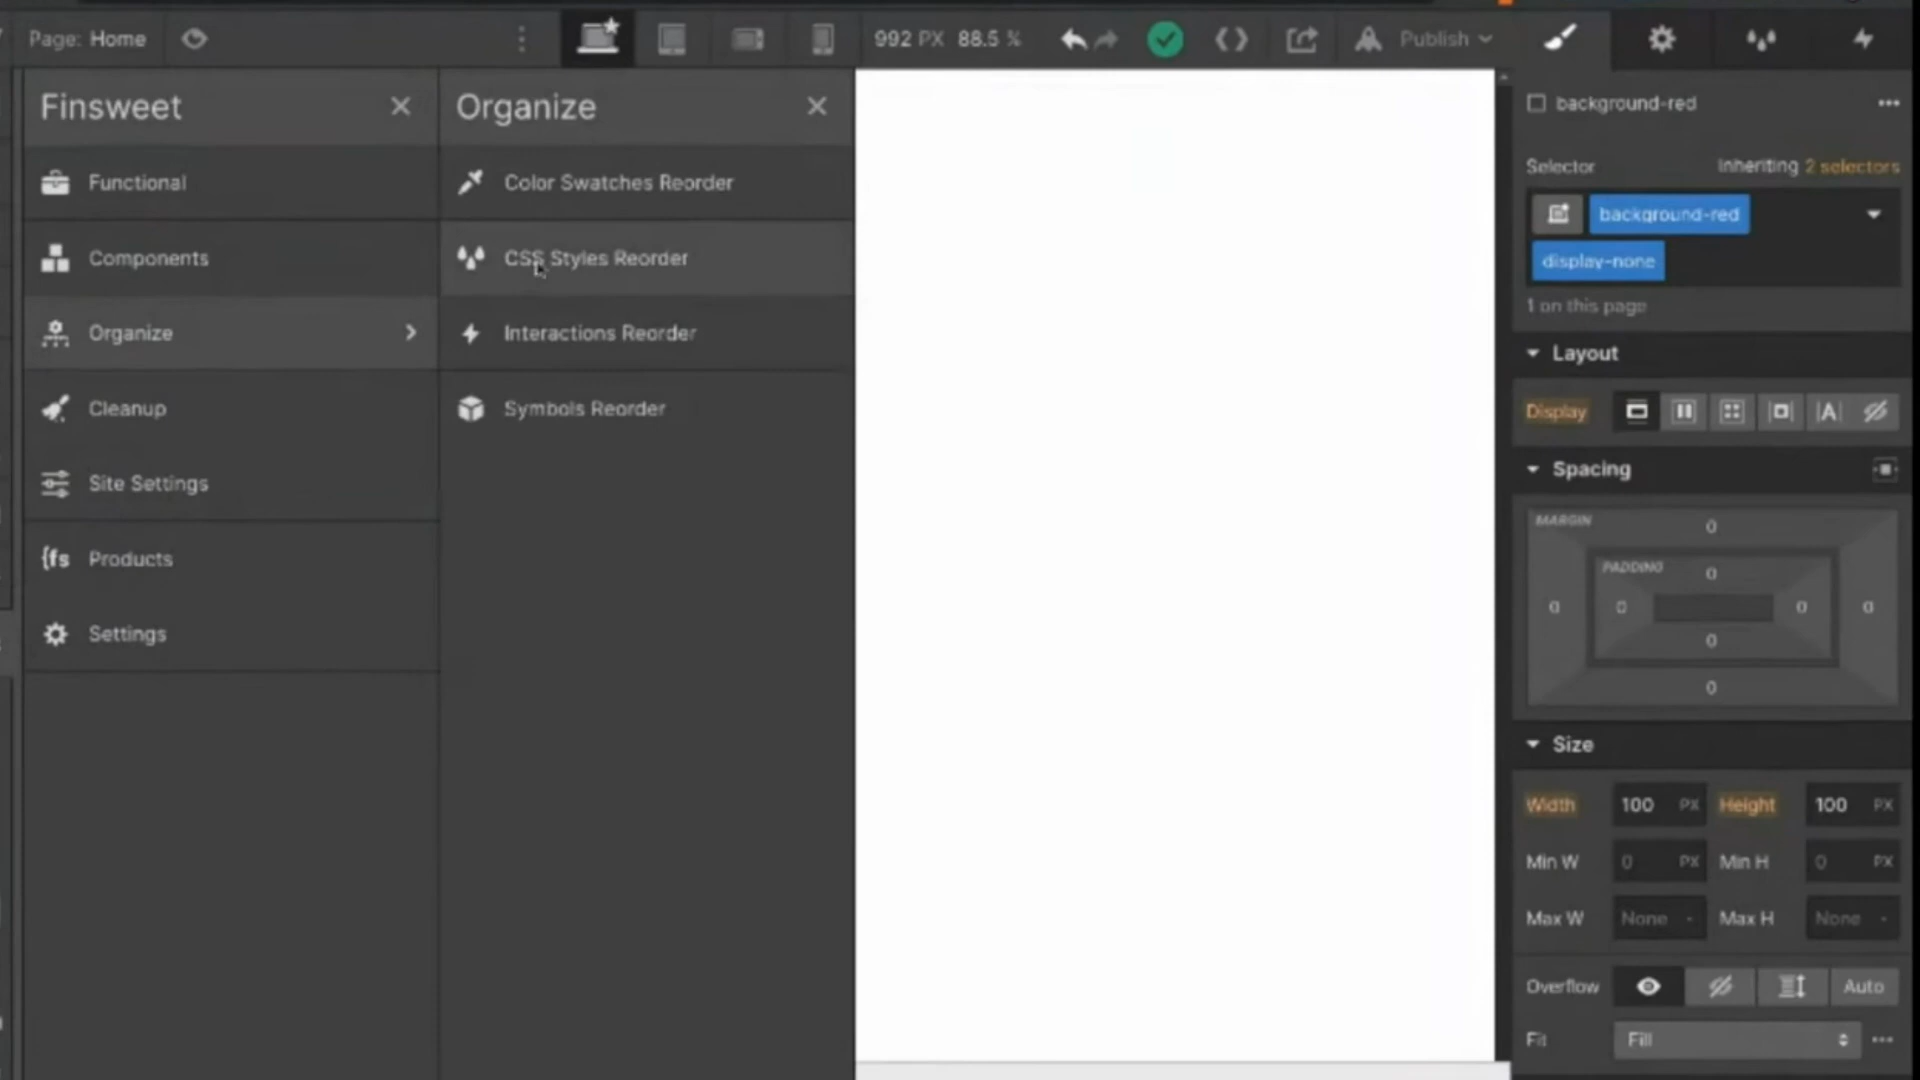 Page: Home
992 PX 88.5 %
Publish
Finsweet
Functional
Components
Organize
Cleanup
Site Settings
{fs Products
Settings
Organize
Color Swatches Reorder
CSS Styles Reorder
Interactions Reorder
Symbols Reorder
background-red
Selector Inheriting 2 selectors
background-red
display-none
1 on this page
Layout
Display
A
Spacing
MARGIN
0
PADDING
0
0 0 0 0
0
0
Size
Width 100 PX Height 100 PX
Min W 0 PX Min H 0 PX
Max W None - Max H None -
Overflow Auto
Fit Fill